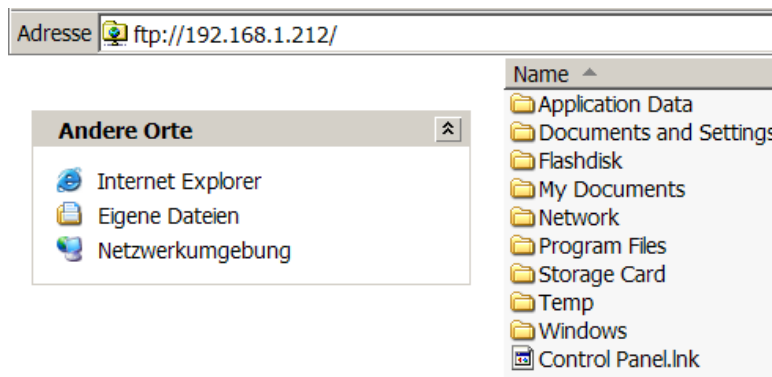 Adresse ftp://192.168.1.212/
Andere Orte
Internet Explorer
Eigene Dateien
Netzwerkumgebung
Name
Application Data
Documents and Settings
Flashdisk
My Documents
Network
Program Files
Storage Card
Temp
Windows
Control Panel.lnk